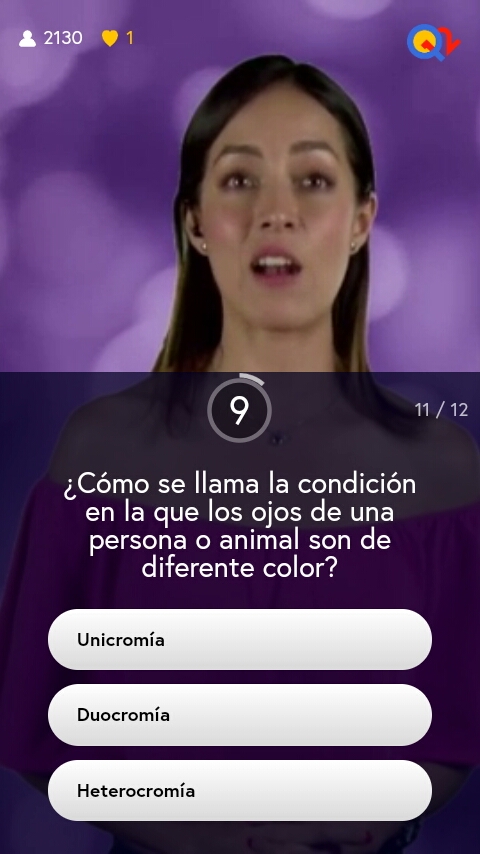 2130 1
9
11 / 12
¿Cómo se llama la condición
en la que los ojos de una
persona o animal son de
diferente color?
Unicromía
Duocromía
Heterocromía